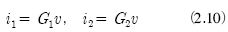 i₁ = G₁v, i₂ = G₂v (2.10)